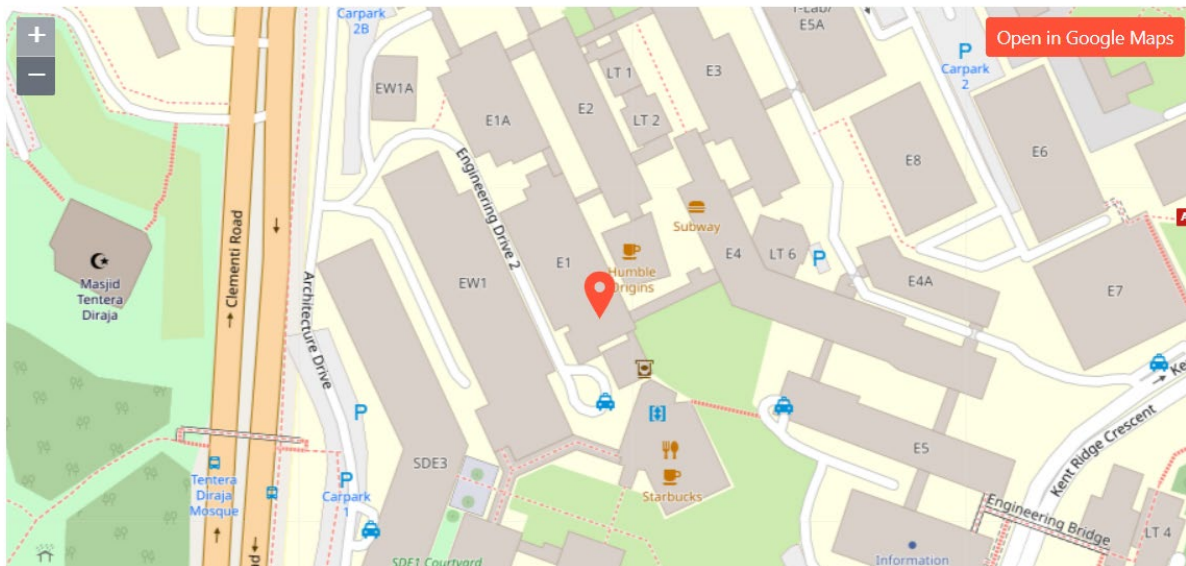 Carpark
2B
T-Lab/
E5A
Open in Google Maps
+
−
P
Carpark
2
EW1A
LT 1
E3
E2
LT 2
E1A
E8
E6
Engineering Drive 2
Subway
Clementi Road
E4
LT 6
P
Masjid
Tentera
Diraja
E1
Humble
Origins
EW1
E4A
E7
Architecture Drive
P
Kent Ridge Crescent
SDE3
E5
Tentera
Diraja
Mosque
P
Carpark
1
Starbucks
Engineering Bridge
LT 4
SDE1 Courtyard
Information